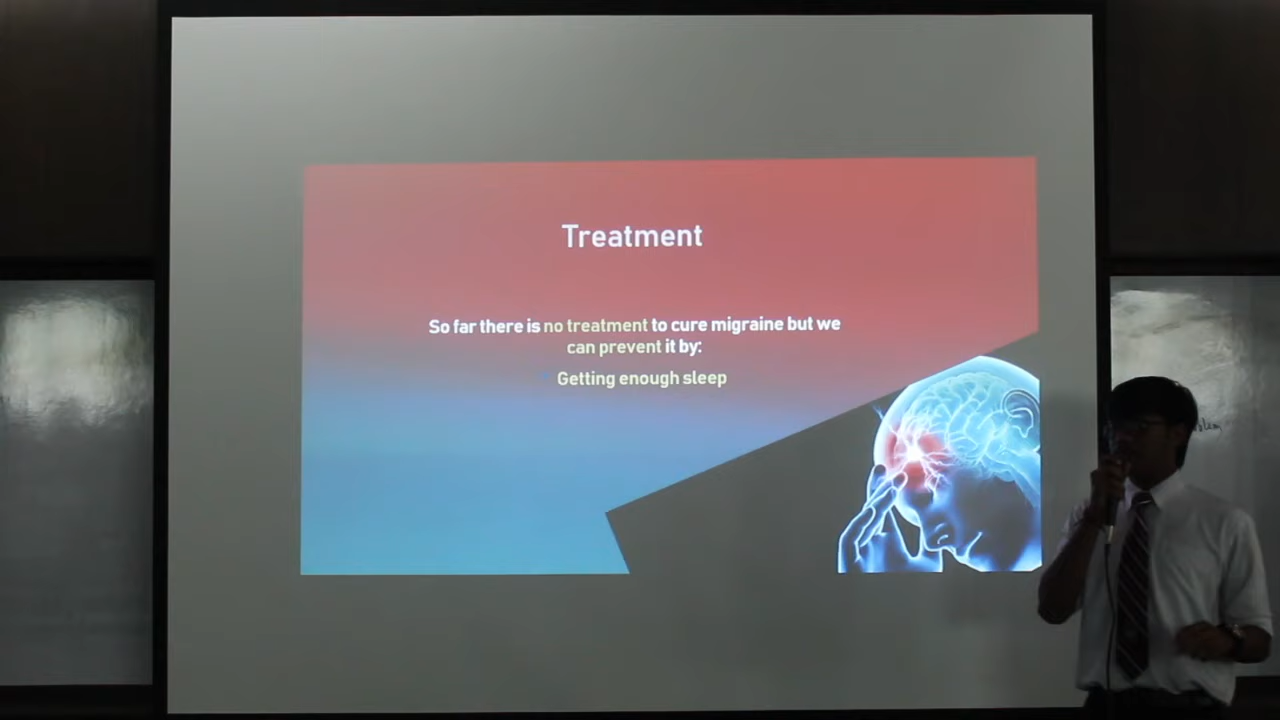 Treatment
So far there is no treatment to cure migraine but we
can prevent it by:
Getting enough sleep